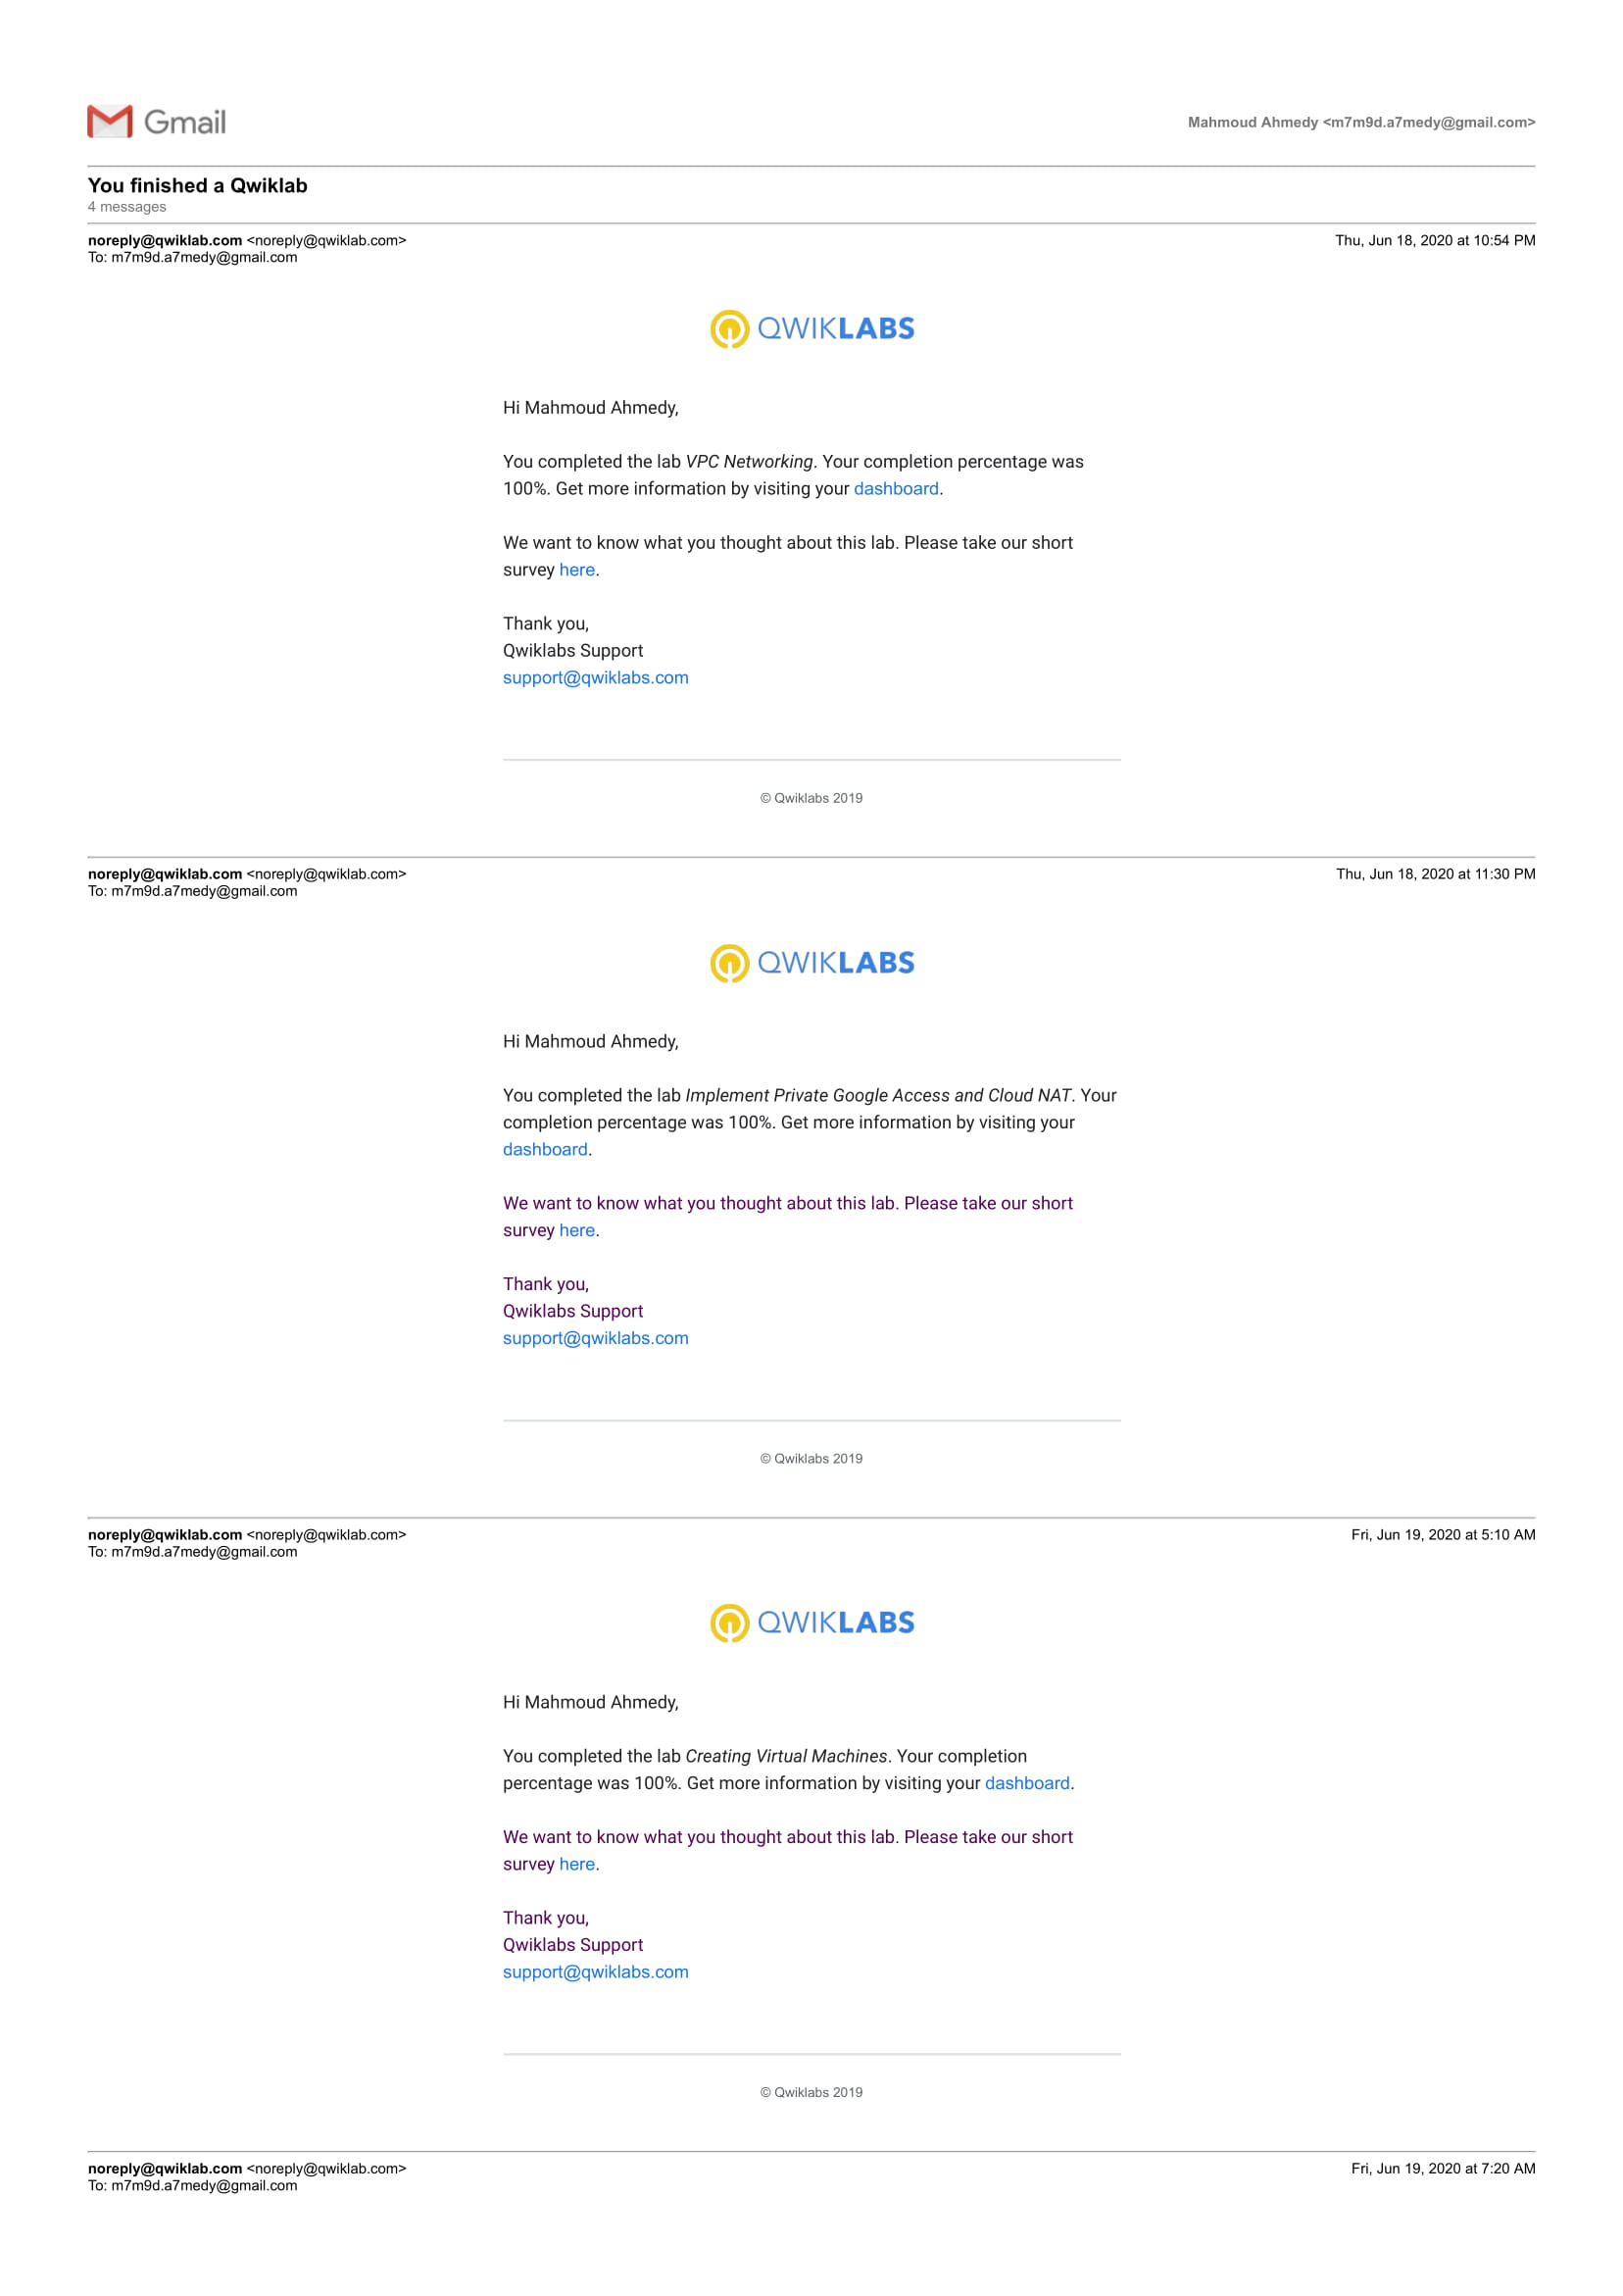 Gmail
Mahmoud Ahmedy <m7m9d.a7medy@gmail.com>
You finished a Qwiklab
4 messages
noreply@qwiklab.com <noreply@qwiklab.com>
Thu, Jun 18, 2020 at 10:54 PM
To: m7m9d.a7medy@gmail.com
QWIKLABS
Hi Mahmoud Ahmedy,
You completed the lab VPC Networking. Your completion percentage was
100%. Get more information by visiting your dashboard.
We want to know what you thought about this lab. Please take our short
survey here.
Thank you,
Qwiklabs Support
support@qwiklabs.com
© Qwiklabs 2019
noreply@qwiklab.com <noreply@qwiklab.com>
Thu, Jun 18, 2020 at 11:30 PM
To: m7m9d.a7medy@gmail.com
QWIKLABS
Hi Mahmoud Ahmedy,
You completed the lab Implement Private Google Access and Cloud NAT. Your
completion percentage was 100%. Get more information by visiting your
dashboard.
We want to know what you thought about this lab. Please take our short
survey here.
Thank you,
Qwiklabs Support
support@qwiklabs.com
© Qwiklabs 2019
noreply@qwiklab.com <noreply@qwiklab.com>
Fri, Jun 19, 2020 at 5:10 AM
To: m7m9d.a7medy@gmail.com
QWIKLABS
Hi Mahmoud Ahmedy,
You completed the lab Creating Virtual Machines. Your completion
percentage was 100%. Get more information by visiting your dashboard.
We want to know what you thought about this lab. Please take our short
survey here.
Thank you,
Qwiklabs Support
support@qwiklabs.com
© Qwiklabs 2019
noreply@qwiklab.com <noreply@qwiklab.com>
Fri, Jun 19, 2020 at 7:20 AM
To: m7m9d.a7medy@gmail.com